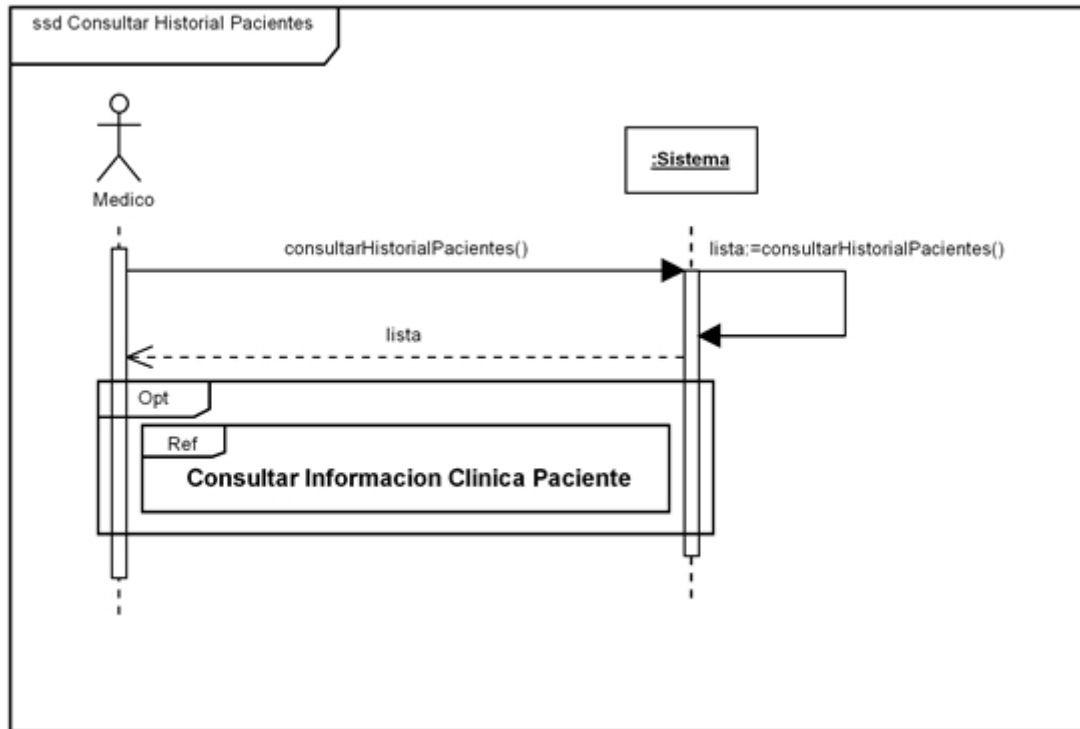 ssd Consultar Historial Pacientes
:Sistema
Medico
consultarHistorialPacientes()
lista:=consultarHistorialPacientes()
lista
Opt
Ref
Consultar Informacion Clinica Paciente